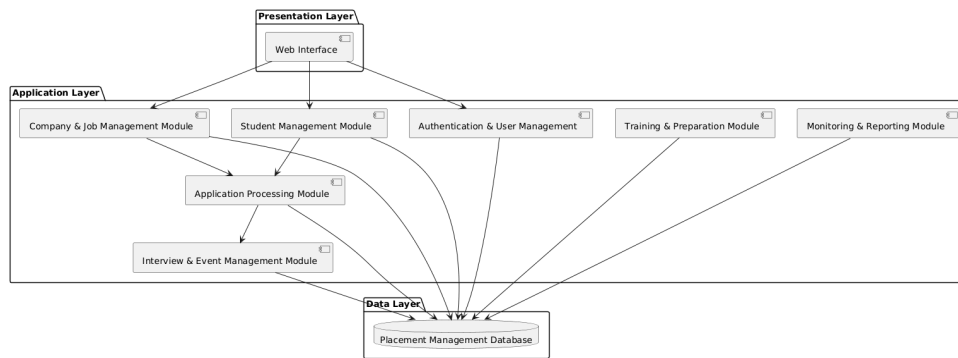 Presentation Layer
Web Interface
Application Layer
Company & Job Management Module
Student Management Module
Authentication & User Management
Training & Preparation Module
Monitoring & Reporting Module
Application Processing Module
Interview & Event Management Module
Data Layer
Placement Management Database